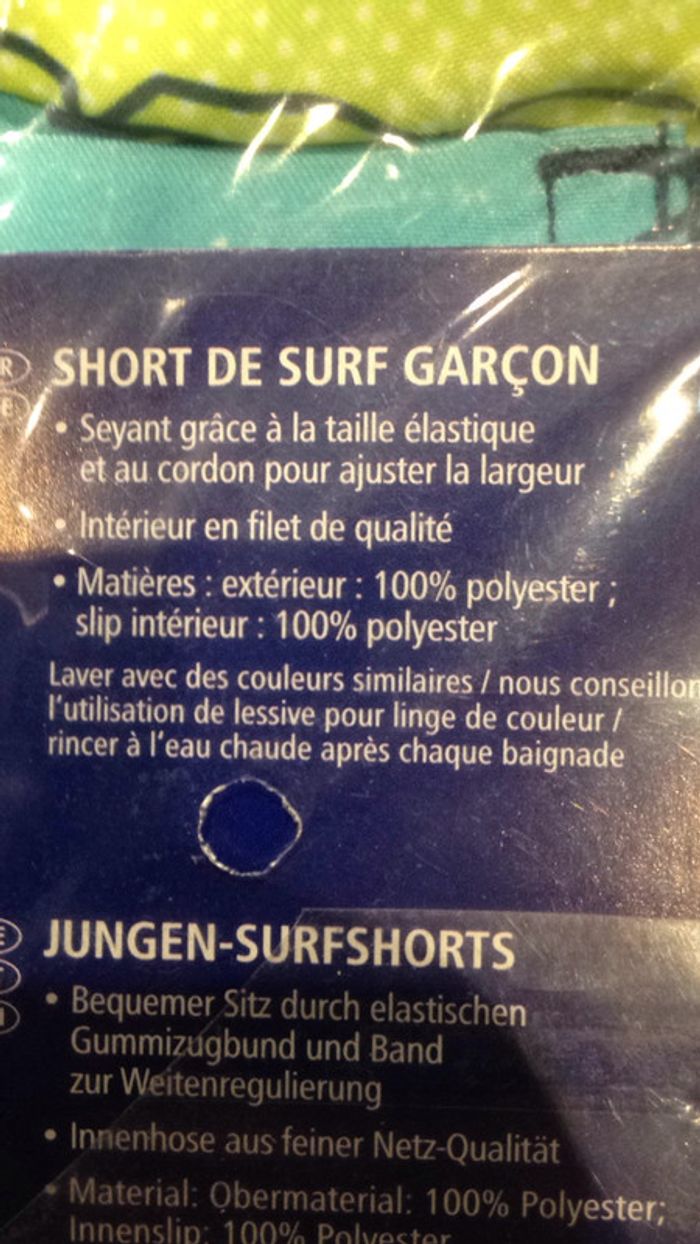 SHORT DE SURF GARÇON
• Seyant grâce à la taille élastique
et au cordon pour ajuster la largeur
• Intérieur en filet de qualité
• Matières : extérieur : 100% polyester ;
slip intérieur : 100% polyester
Laver avec des couleurs similaires / nous conseillon
l'utilisation de lessive pour linge de couleur /
rincer à l'eau chaude après chaque baignade
JUNGEN-SURFSHORTS
• Bequemer Sitz durch elastischen
Gummizugbund und Band
zur Weitenregulierung
• Innenhose aus feiner Netz-Qualität
• Material: Obermaterial: 100% Polyester;
Innenslip: 100% Polyester